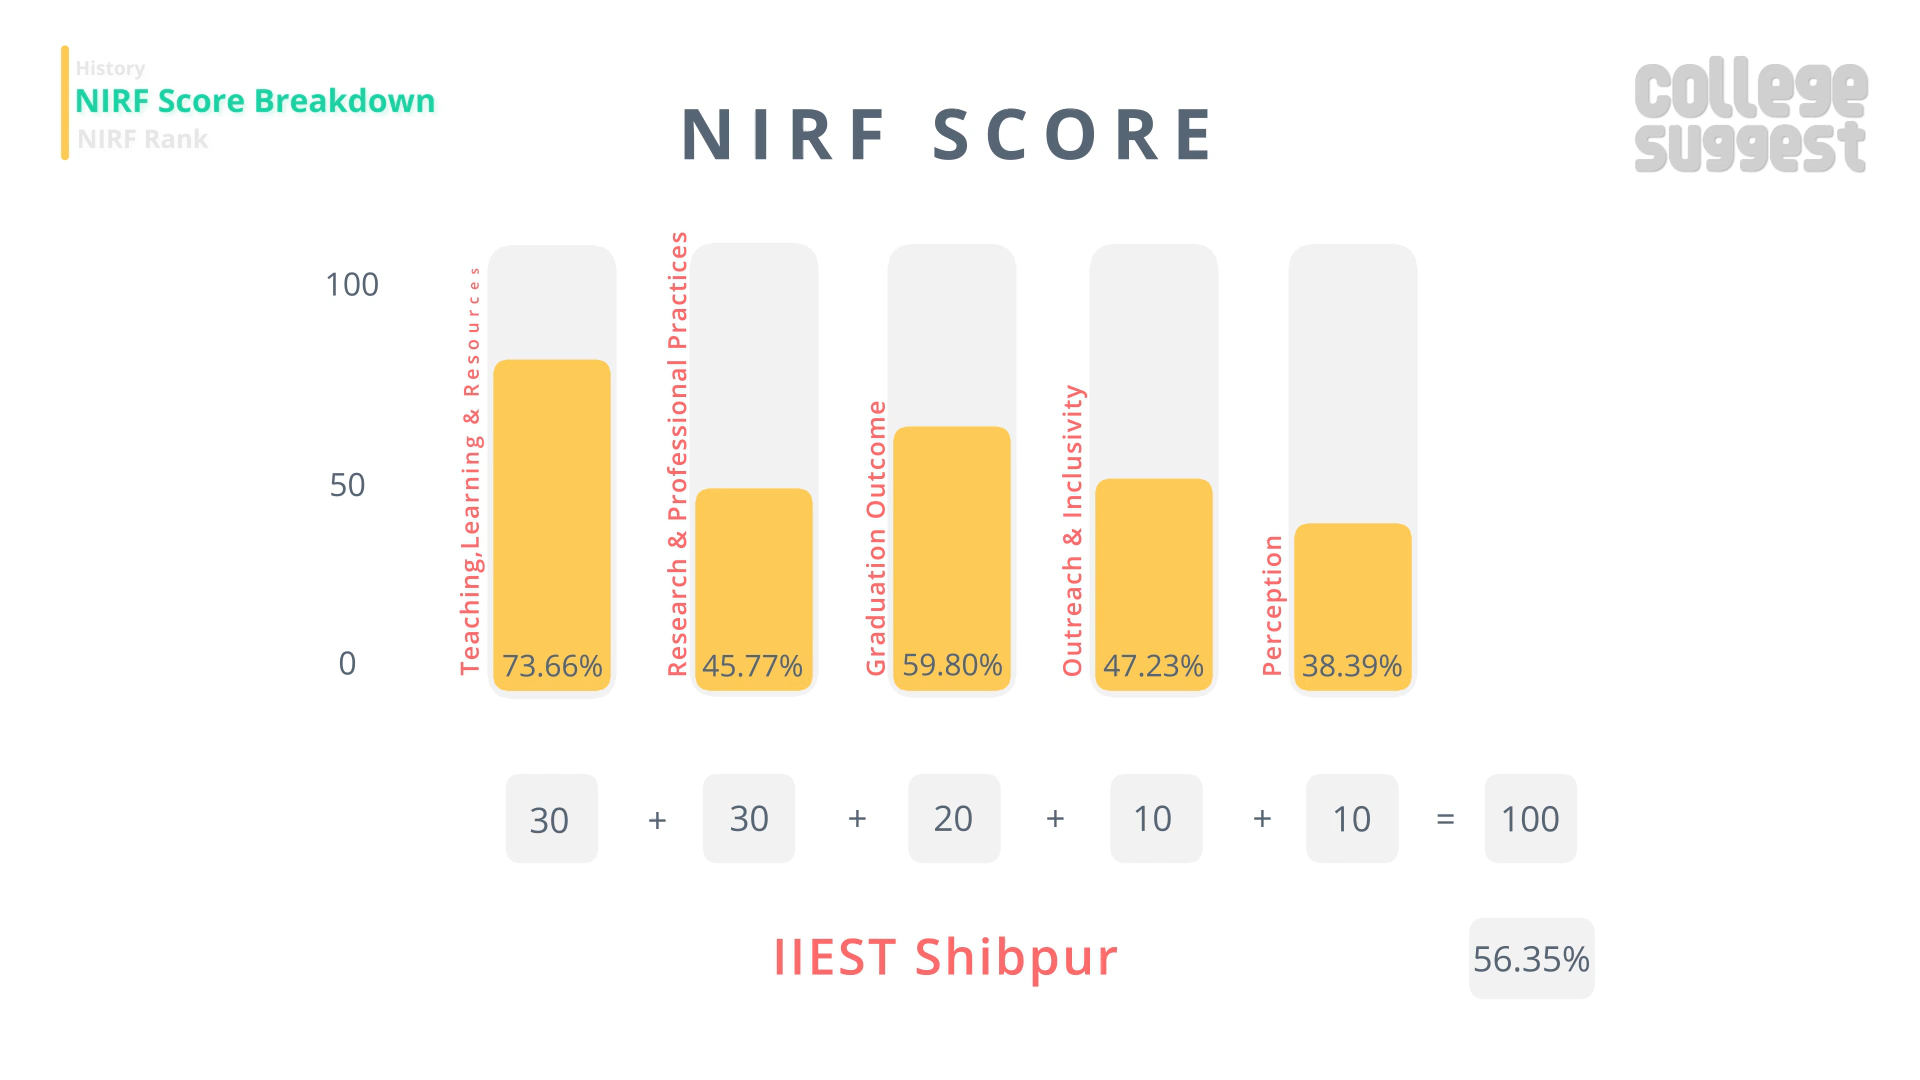 History
NIRF Score Breakdown
NIRF Rank
NIRF SCORE
college
suggest
100
50
0
Teaching,Learning & Resources
Research & Professional Practices
Graduation Outcome
Outreach & Inclusivity
Perception
73.66%
45.77%
59.80%
47.23%
38.39%
30 + 30 + 20 + 10 + 10 = 100
IIEST Shibpur
56.35%